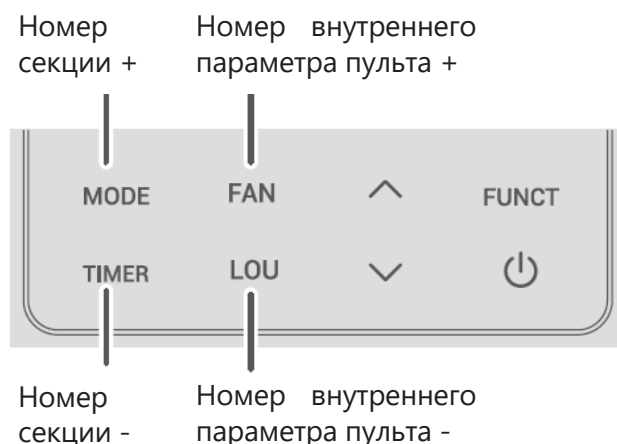 Номер
секции +
Номер внутреннего
параметра пульта +
MODE FAN FUNCT
TIMER LOU
Номер
секции -
Номер внутреннего
параметра пульта -